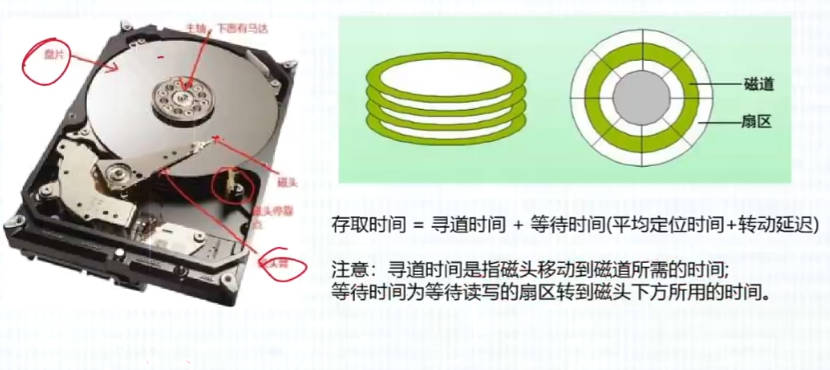 主轴，下面有马达
盘片
磁头
磁头停靠
点
磁道
扇区
存取时间 = 寻道时间 + 等待时间(平均定位时间+转动延迟)
注意：寻道时间是指磁头移动到磁道所需的时间;
等待时间为等待读写的扇区转到磁头下方所用的时间。